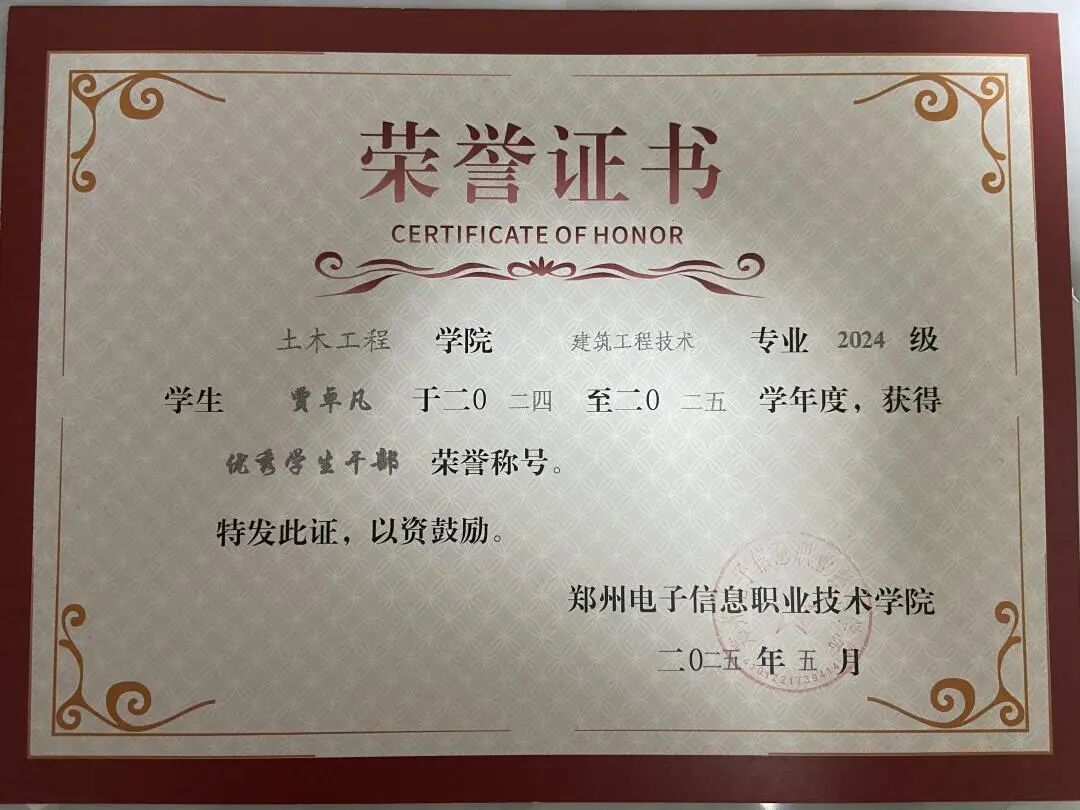 荣誉证书
CERTIFICATE OF HONOR
土木工程 学院 建筑工程技术 专业 2024 级
学生 贾卓凡 于二0 二四 至二0 二五 学年度，获得
优秀学生干部 荣誉称号。
特发此证，以资鼓励。
郑州电子信息职业技术学院
二0二五 年 五 月